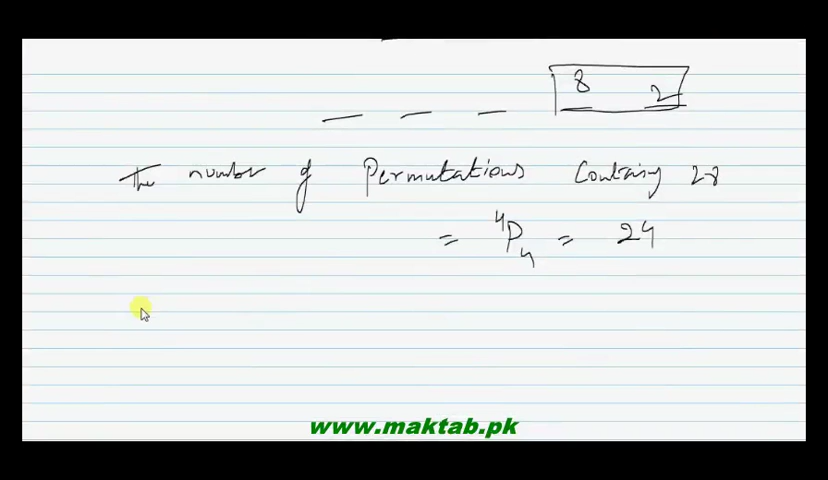 8 2
The number of Permutations Containing 28
= ⁴P₄ = 24
www.maktab.pk